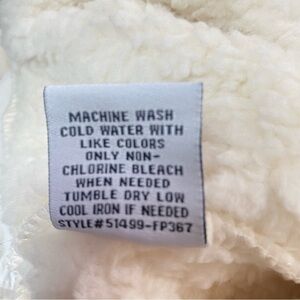 MACHINE WASH
COLD WATER WITH
LIKE COLORS
ONLY NON-
CHLORINE BLEACH
WHEN NEEDED
TUMBLE DRY LOW
COOL IRON IF NEEDED
STYLE#51499-FP367